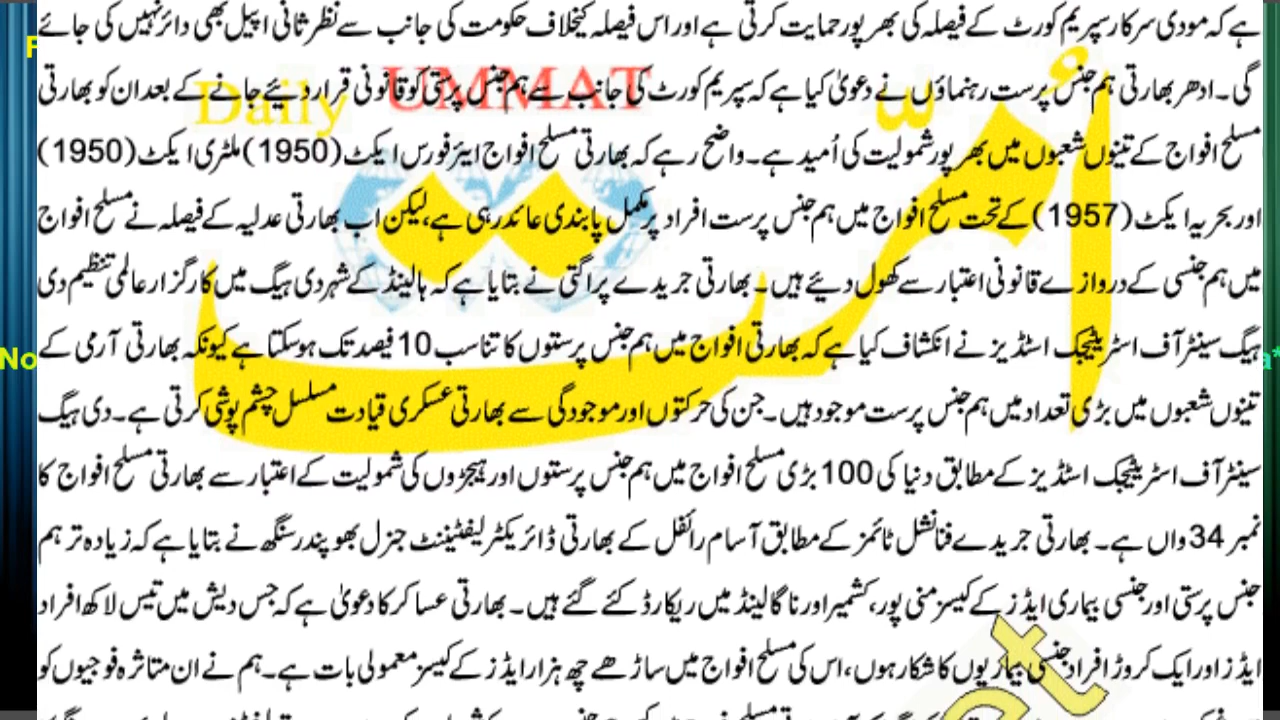 ہے کہ مودی سرکار سپریم کورٹ کے فیصلہ کی بھرپور حمایت کرتی ہے اور اس فیصلہ کیخلاف حکومت کی جانب سے نظر ثانی اپیل بھی دائر نہیں کی جائے
گی۔ ادھر بھارتی ہم جنس پرست رہنماؤں نے دعویٰ کیا ہے کہ سپریم کورٹ کی جانب سے ہم جنس پرستی کو قانونی قرار دیئے جانے کے بعد ان کو بھارتی
مسلح افواج کے تینوں شعبوں میں بھرپور شمولیت کی اُمید ہے۔ واضح رہے کہ بھارتی مسلح افواج ایئر فورس ایکٹ (1950) ملٹری ایکٹ (1950)
اور بحریہ ایکٹ (1957) کے تحت مسلح افواج میں ہم جنس پرست افراد پر مکمل پابندی عائد رہی ہے، لیکن اب بھارتی عدلیہ کے فیصلہ نے مسلح افواج
میں ہم جنسی کے دروازے قانونی اعتبار سے کھول دیئے ہیں۔ بھارتی جریدے پراگتی نے بتایا ہے کہ ہالینڈ کے شہر دی ہیگ میں کارگزار عالمی تنظیم دی
ہیگ سینٹر آف اسٹریٹیجک اسٹڈیز نے انکشاف کیا ہے کہ بھارتی افواج میں ہم جنس پرستوں کا تناسب 10 فیصد تک ہوسکتا ہے کیونکہ بھارتی آرمی کے
تینوں شعبوں میں بڑی تعداد میں ہم جنس پرست موجود ہیں۔ جن کی حرکتوں اور موجودگی سے بھارتی عسکری قیادت مسلسل چشم پوشی کرتی ہے۔ دی ہیگ
سینٹر آف اسٹریٹیجک اسٹڈیز کے مطابق دنیا کی 100 بڑی مسلح افواج میں ہم جنس پرستوں اور ہیجڑوں کی شمولیت کے اعتبار سے بھارتی مسلح افواج کا
نمبر 34 واں ہے۔ بھارتی جریدے فنانشل ٹائمز کے مطابق آسام رائفل کے بھارتی ڈائریکٹر لیفٹیننٹ جنرل بھوپندر سنگھ نے بتایا ہے کہ زیادہ تر ہم
جنس پرستی اور جنسی بیماری ایڈز کے کیسز منی پور، کشمیر اور ناگالینڈ میں ریکارڈ کئے گئے ہیں۔ بھارتی عساکر کا دعویٰ ہے کہ جس دیش میں تیس لاکھ افراد
ایڈز اور ایک کروڑ افراد جنسی بیماریوں کا شکار ہوں، اس کی مسلح افواج میں ساڑھے چھ ہزار ایڈز کے کیسز معمولی بات ہے۔ ہم نے ان متاثرہ فوجیوں کو
Daily UMMAT
اُمّت
No